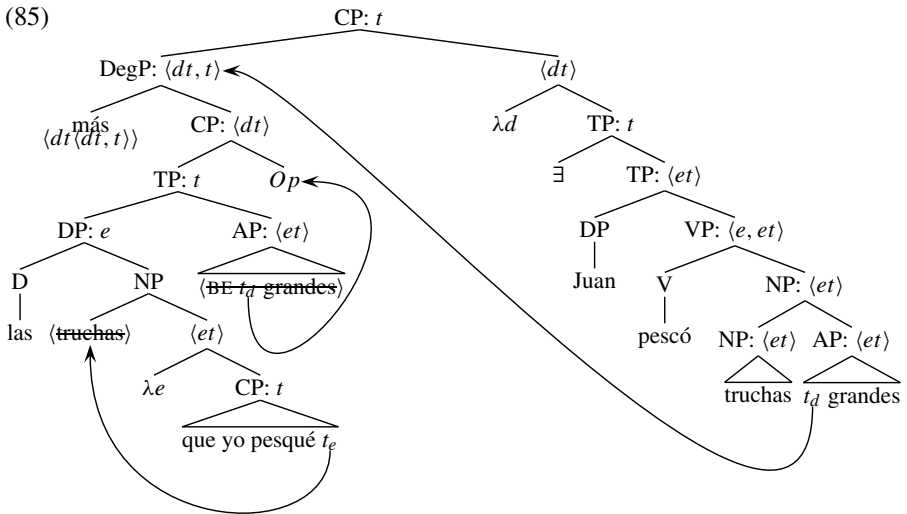 (85)
CP: t
DegP: ⟨dt, t⟩ ⟨dt⟩
más CP: ⟨dt⟩ λd TP: t
⟨dt⟨dt, t⟩⟩
TP: t Op ∃ TP: ⟨et⟩
DP: e AP: ⟨et⟩ DP VP: ⟨e, et⟩
D NP ⟨BE t_d grandes⟩ Juan V NP: ⟨et⟩
las ⟨truchas⟩ ⟨et⟩ pescó NP: ⟨et⟩ AP: ⟨et⟩
λe CP: t truchas t_d grandes
que yo pesqué t_e